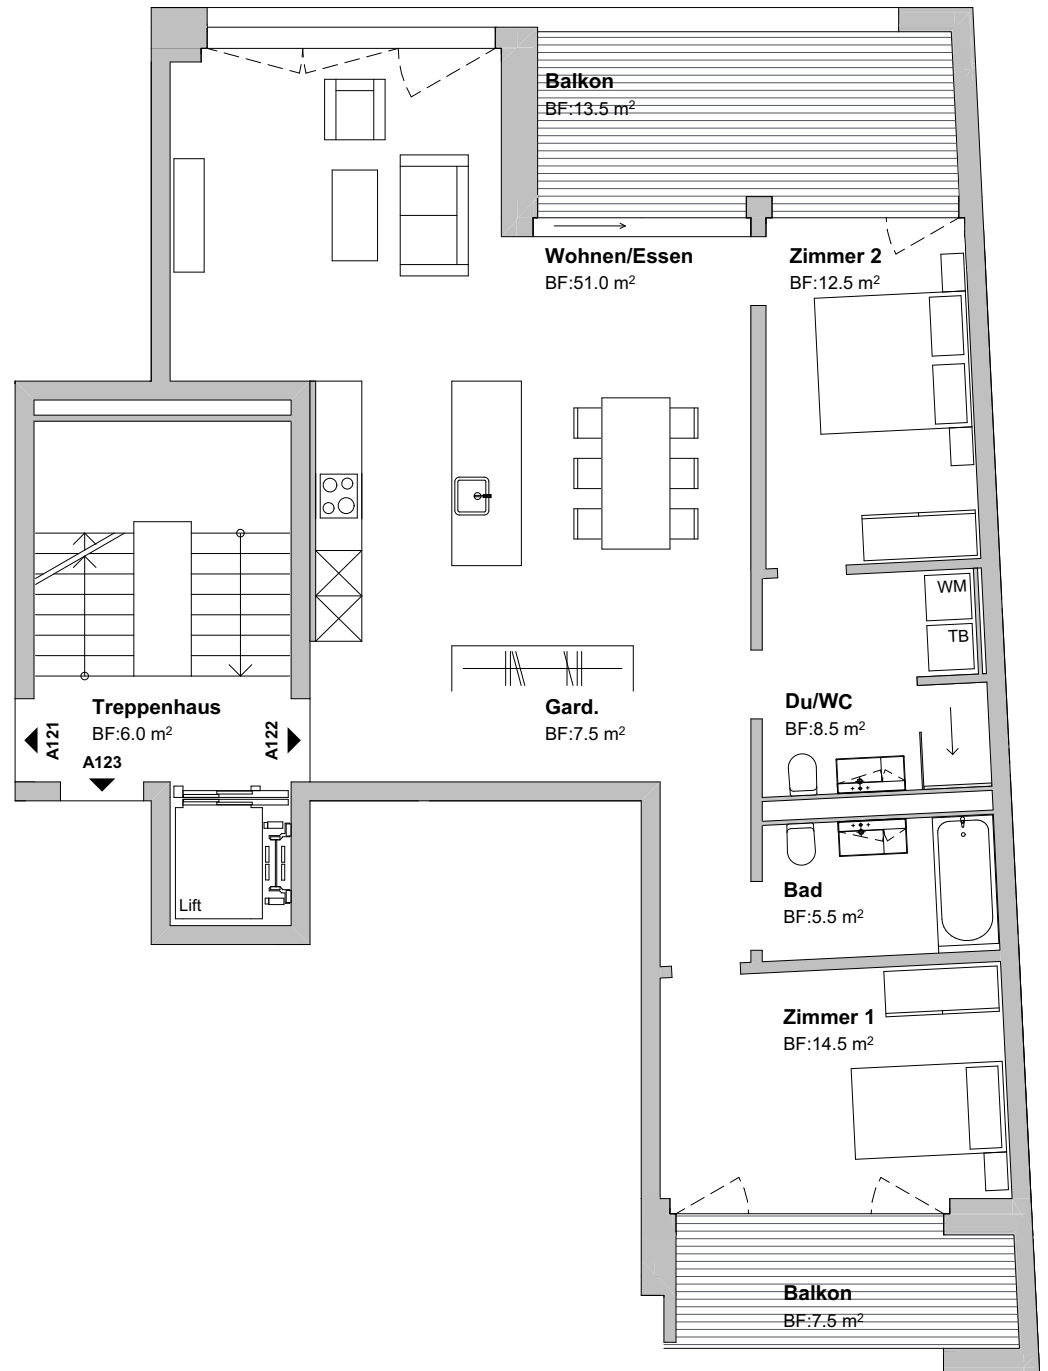 Balkon
BF:13.5 m²
Wohnen/Essen
BF:51.0 m²
Zimmer 2
BF:12.5 m²
WM
TB
Treppenhaus
BF:6.0 m²
A121
A122
A123
Gard.
BF:7.5 m²
Du/WC
BF:8.5 m²
Lift
Bad
BF:5.5 m²
Zimmer 1
BF:14.5 m²
Balkon
BF:7.5 m²